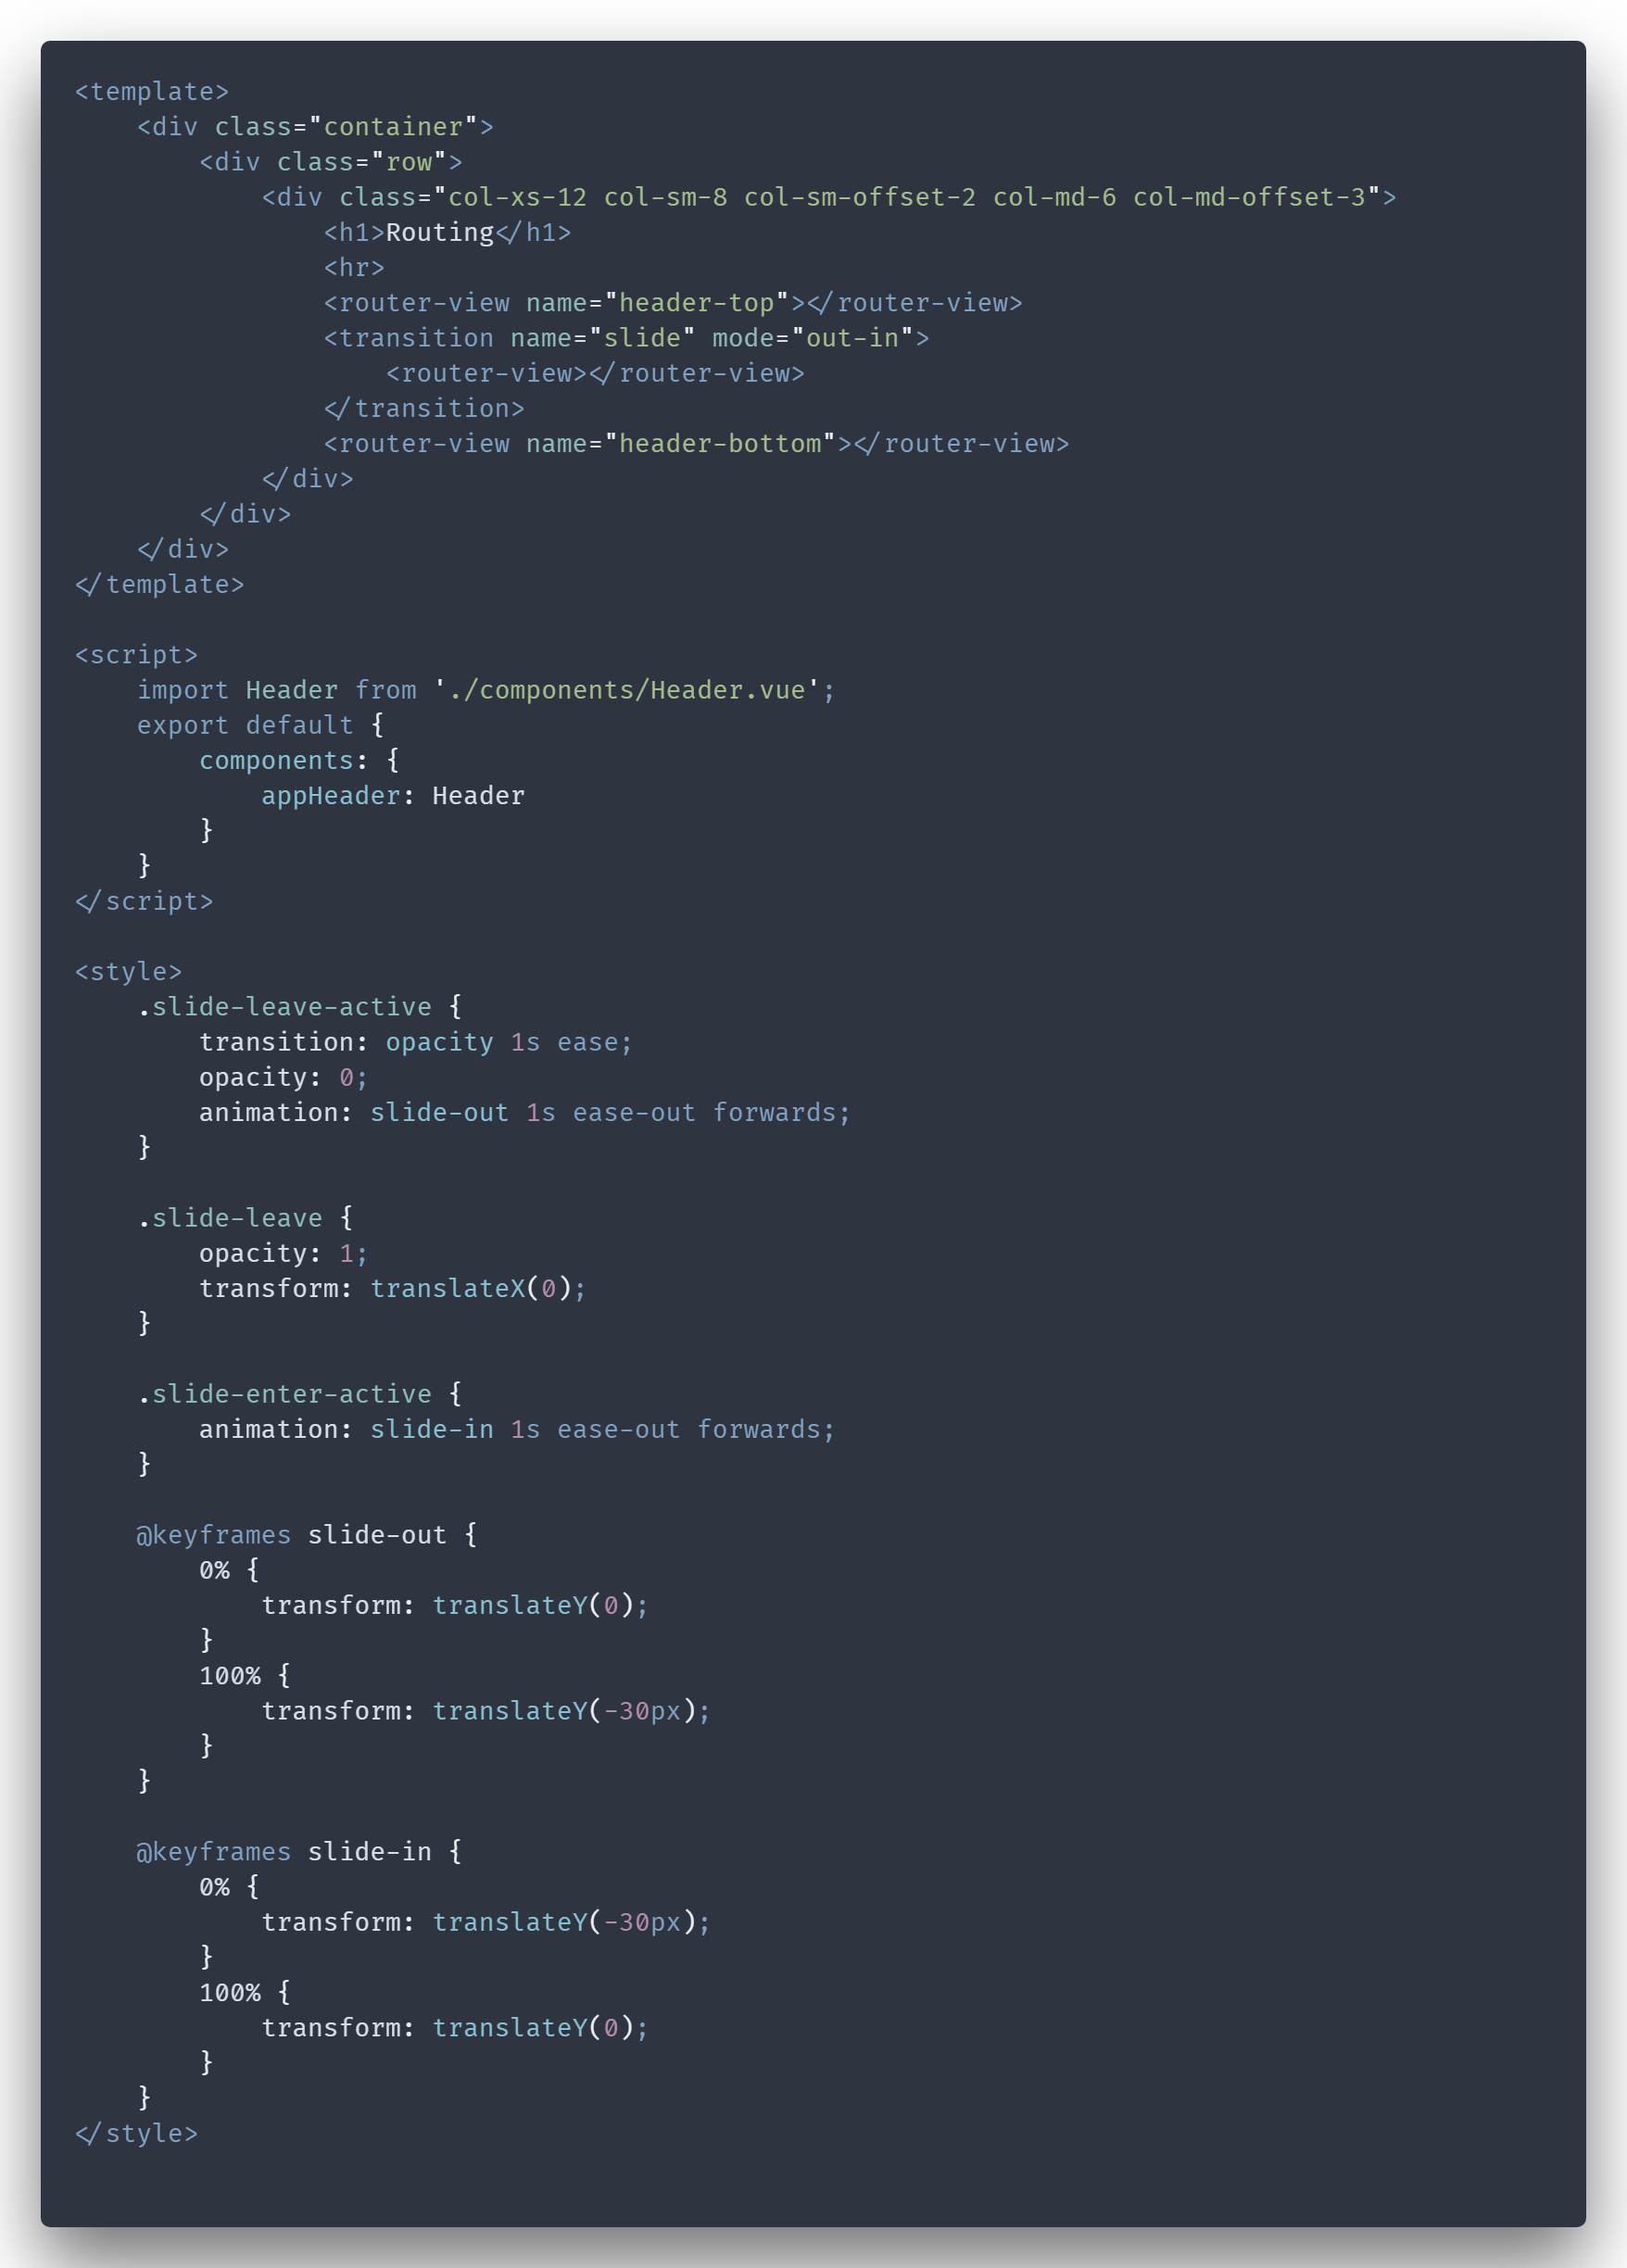 <template>
    <div class="container">
        <div class="row">
            <div class="col-xs-12 col-sm-8 col-sm-offset-2 col-md-6 col-md-offset-3">
                <h1>Routing</h1>
                <hr>
                <router-view name="header-top"></router-view>
                <transition name="slide" mode="out-in">
                    <router-view></router-view>
                </transition>
                <router-view name="header-bottom"></router-view>
            </div>
        </div>
    </div>
</template>

<script>
    import Header from './components/Header.vue';
    export default {
        components: {
            appHeader: Header
        }
    }
</script>

<style>
    .slide-leave-active {
        transition: opacity 1s ease;
        opacity: 0;
        animation: slide-out 1s ease-out forwards;
    }

    .slide-leave {
        opacity: 1;
        transform: translateX(0);
    }

    .slide-enter-active {
        animation: slide-in 1s ease-out forwards;
    }

    @keyframes slide-out {
        0% {
            transform: translateY(0);
        }
        100% {
            transform: translateY(-30px);
        }
    }

    @keyframes slide-in {
        0% {
            transform: translateY(-30px);
        }
        100% {
            transform: translateY(0);
        }
    }
</style>